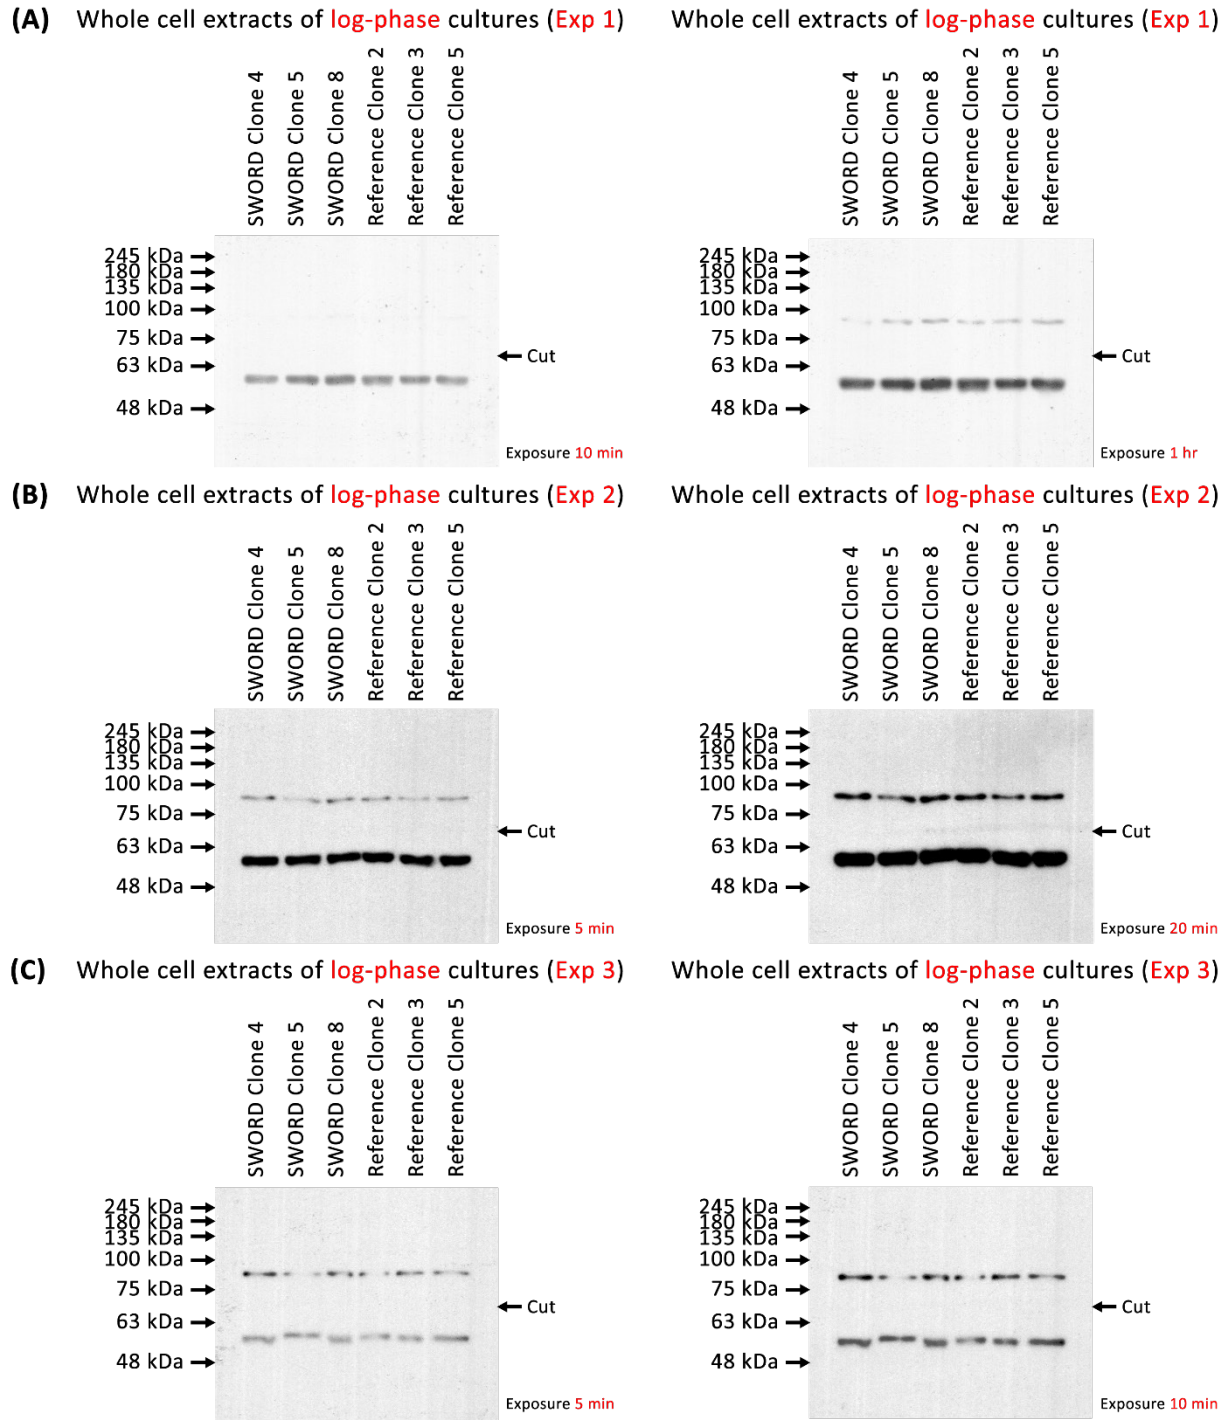 (A) Whole cell extracts of log-phase cultures (Exp 1) Whole cell extracts of log-phase cultures (Exp 1)
SWORD Clone 4
SWORD Clone 5
SWORD Clone 8
Reference Clone 2
Reference Clone 3
Reference Clone 5
SWORD Clone 4
SWORD Clone 5
SWORD Clone 8
Reference Clone 2
Reference Clone 3
Reference Clone 5
245 kDa
180 kDa
135 kDa
100 kDa
75 kDa
63 kDa
48 kDa
Cut
Exposure 10 min
245 kDa
180 kDa
135 kDa
100 kDa
75 kDa
63 kDa
48 kDa
Cut
Exposure 1 hr
(B) Whole cell extracts of log-phase cultures (Exp 2) Whole cell extracts of log-phase cultures (Exp 2)
SWORD Clone 4
SWORD Clone 5
SWORD Clone 8
Reference Clone 2
Reference Clone 3
Reference Clone 5
SWORD Clone 4
SWORD Clone 5
SWORD Clone 8
Reference Clone 2
Reference Clone 3
Reference Clone 5
245 kDa
180 kDa
135 kDa
100 kDa
75 kDa
63 kDa
48 kDa
Cut
Exposure 5 min
245 kDa
180 kDa
135 kDa
100 kDa
75 kDa
63 kDa
48 kDa
Cut
Exposure 20 min
(C) Whole cell extracts of log-phase cultures (Exp 3) Whole cell extracts of log-phase cultures (Exp 3)
SWORD Clone 4
SWORD Clone 5
SWORD Clone 8
Reference Clone 2
Reference Clone 3
Reference Clone 5
SWORD Clone 4
SWORD Clone 5
SWORD Clone 8
Reference Clone 2
Reference Clone 3
Reference Clone 5
245 kDa
180 kDa
135 kDa
100 kDa
75 kDa
63 kDa
48 kDa
Cut
Exposure 5 min
245 kDa
180 kDa
135 kDa
100 kDa
75 kDa
63 kDa
48 kDa
Cut
Exposure 10 min